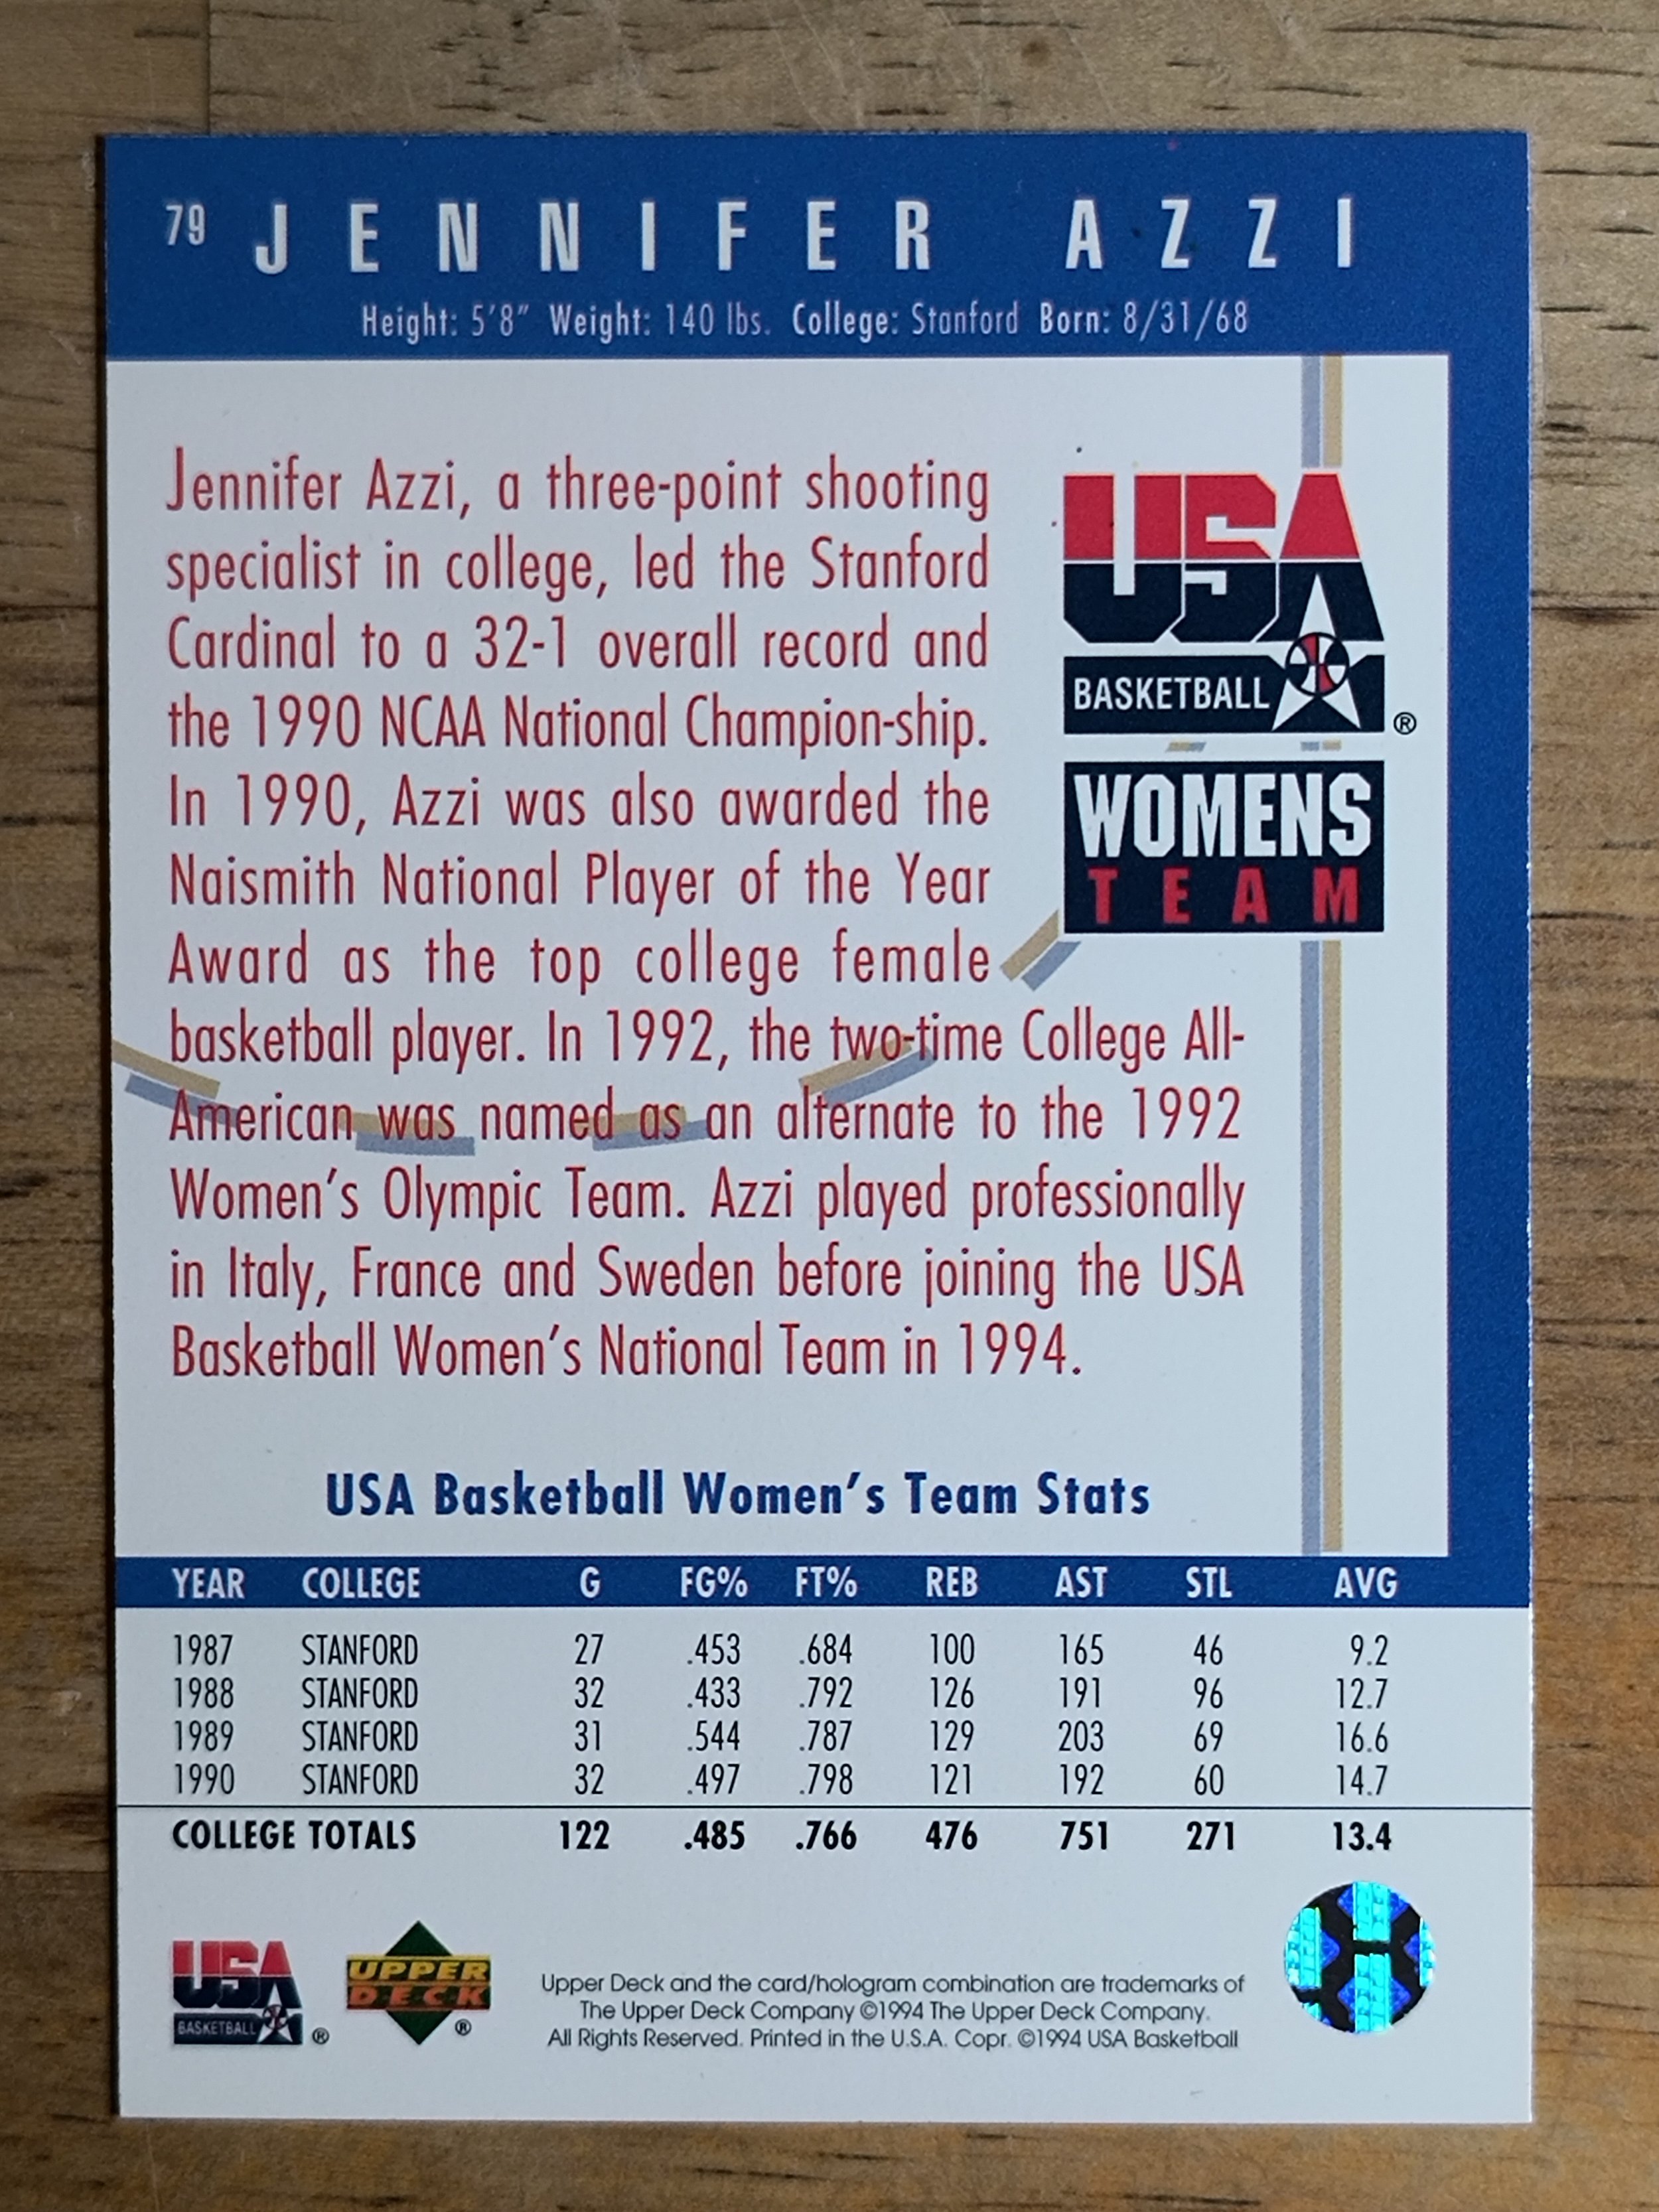 79 JENNIFER AZZI
Height: 5'8" Weight: 140 lbs. College: Stanford Born: 8/31/68
Jennifer Azzi, a three-point shooting
specialist in college, led the Stanford
Cardinal to a 32-1 overall record and
the 1990 NCAA National Champion-ship.
In 1990, Azzi was also awarded the
Naismith National Player of the Year
Award as the top college female
basketball player. In 1992, the two-time College All-
American was named as an alternate to the 1992
Women's Olympic Team. Azzi played professionally
in Italy, France and Sweden before joining the USA
Basketball Women's National Team in 1994.
USA
BASKETBALL ®
WOMENS
TEAM
USA Basketball Women's Team Stats
YEAR COLLEGE G FG% FT% REB AST STL AVG
1987 STANFORD 27 .453 .684 100 165 46 9.2
1988 STANFORD 32 .433 .792 126 191 96 12.7
1989 STANFORD 31 .544 .787 129 203 69 16.6
1990 STANFORD 32 .497 .798 121 192 60 14.7
COLLEGE TOTALS 122 .485 .766 476 751 271 13.4
USA
BASKETBALL ®
UPPER
DECK ®
Upper Deck and the card/hologram combination are trademarks of
The Upper Deck Company ©1994 The Upper Deck Company.
All Rights Reserved. Printed in the U.S.A. Copr. ©1994 USA Basketball